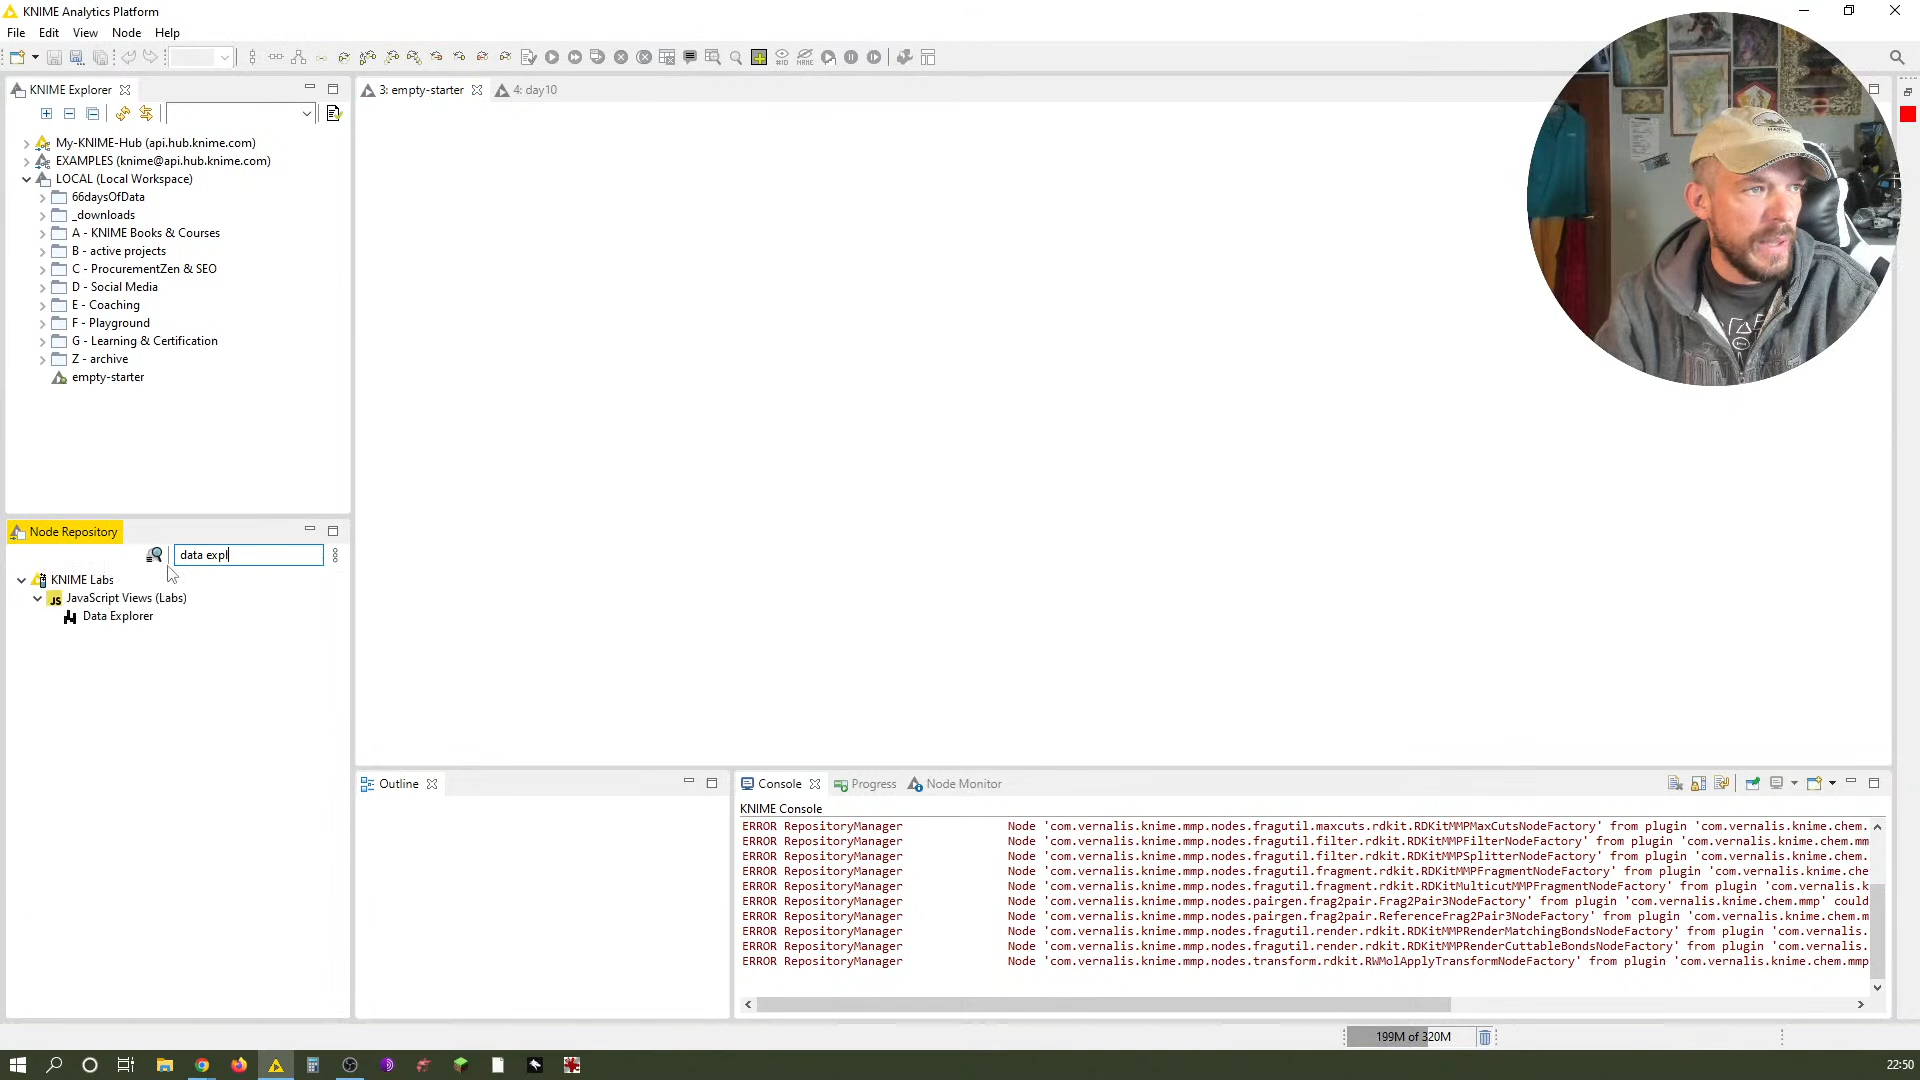 KNIME Analytics Platform
File Edit View Node Help
KNIME Explorer
3: empty-starter
4: day10
My-KNIME-Hub (api.hub.knime.com)
EXAMPLES (knime@api.hub.knime.com)
LOCAL (Local Workspace)
66daysOfData
_downloads
A - KNIME Books & Courses
B - active projects
C - ProcurementZen & SEO
D - Social Media
E - Coaching
F - Playground
G - Learning & Certification
Z - archive
empty-starter
Node Repository
data expl
KNIME Labs
JS JavaScript Views (Labs)
Data Explorer
Outline
Console Progress Node Monitor
KNIME Console
ERROR RepositoryManager Node 'com.vernalis.knime.mmp.nodes.fragutil.maxcuts.rdkit.RDKitMMPMaxCutsNodeFactory' from plugin 'com.vernalis.knime.chem.
ERROR RepositoryManager Node 'com.vernalis.knime.mmp.nodes.fragutil.filter.rdkit.RDKitMMPFilterNodeFactory' from plugin 'com.vernalis.knime.chem.mm
ERROR RepositoryManager Node 'com.vernalis.knime.mmp.nodes.fragutil.filter.rdkit.RDKitMMPSplitterNodeFactory' from plugin 'com.vernalis.knime.chem.
ERROR RepositoryManager Node 'com.vernalis.knime.mmp.nodes.fragutil.fragment.rdkit.RDKitMMPFragmentNodeFactory' from plugin 'com.vernalis.knime.che
ERROR RepositoryManager Node 'com.vernalis.knime.mmp.nodes.fragutil.fragment.rdkit.RDKitMulticutMMPFragmentNodeFactory' from plugin 'com.vernalis.k
ERROR RepositoryManager Node 'com.vernalis.knime.mmp.nodes.pairgen.frag2pair.Frag2Pair3NodeFactory' from plugin 'com.vernalis.knime.chem.mmp' could
ERROR RepositoryManager Node 'com.vernalis.knime.mmp.nodes.pairgen.frag2pair.ReferenceFrag2Pair3NodeFactory' from plugin 'com.vernalis.knime.chem.m
ERROR RepositoryManager Node 'com.vernalis.knime.mmp.nodes.fragutil.render.rdkit.RDKitMMPRenderMatchingBondsNodeFactory' from plugin 'com.vernalis.
ERROR RepositoryManager Node 'com.vernalis.knime.mmp.nodes.fragutil.render.rdkit.RDKitMMPRenderCuttableBondsNodeFactory' from plugin 'com.vernalis.
ERROR RepositoryManager Node 'com.vernalis.knime.mmp.nodes.transform.rdkit.RWMolApplyTransformNodeFactory' from plugin 'com.vernalis.knime.chem.mmp
199M of 320M
22:50